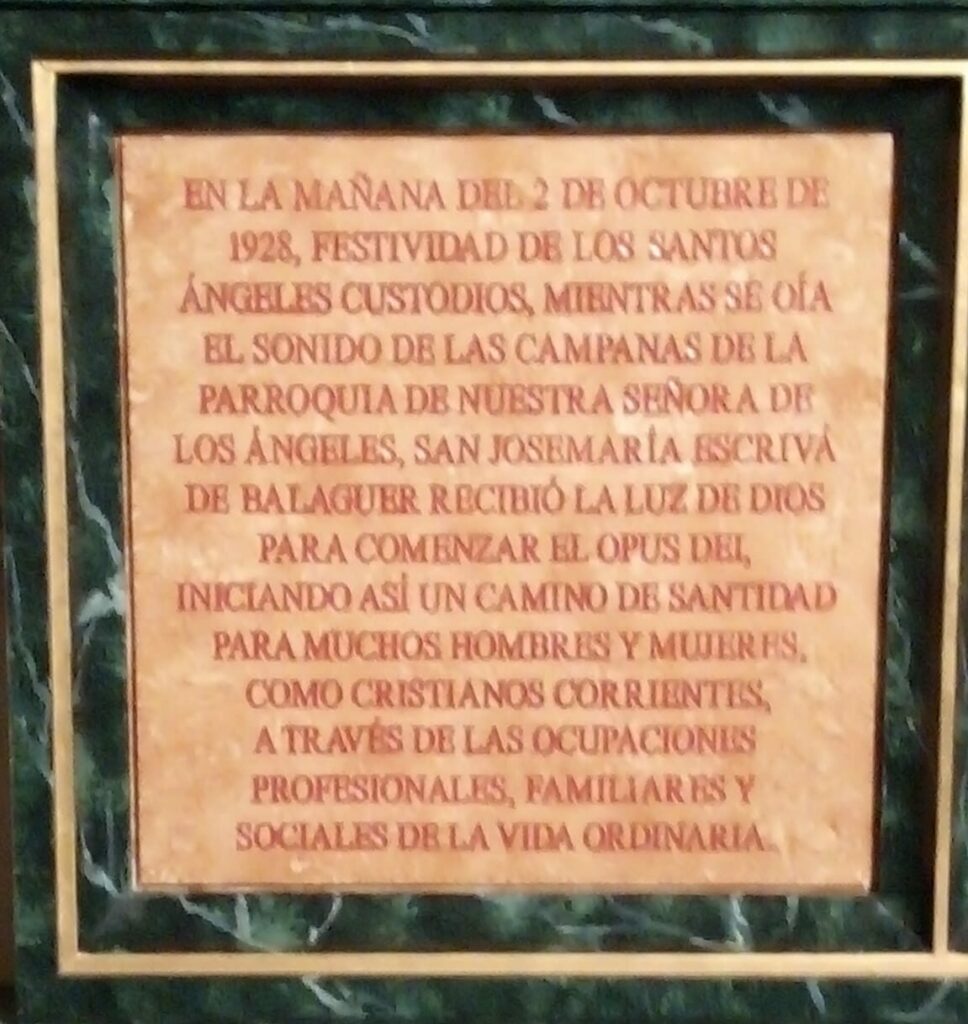 EN LA MAÑANA DEL 2 DE OCTUBRE DE
1928, FESTIVIDAD DE LOS SANTOS
ÁNGELES CUSTODIOS, MIENTRAS SE OÍA
EL SONIDO DE LAS CAMPANAS DE LA
PARROQUIA DE NUESTRA SEÑORA DE
LOS ÁNGELES, SAN JOSEMARÍA ESCRIVÁ
DE BALAGUER RECIBIÓ LA LUZ DE DIOS
PARA COMENZAR EL OPUS DEI,
INICIANDO ASÍ UN CAMINO DE SANTIDAD
PARA MUCHOS HOMBRES Y MUJERES,
COMO CRISTIANOS CORRIENTES,
A TRAVÉS DE LAS OCUPACIONES
PROFESIONALES, FAMILIARES Y
SOCIALES DE LA VIDA ORDINARIA.